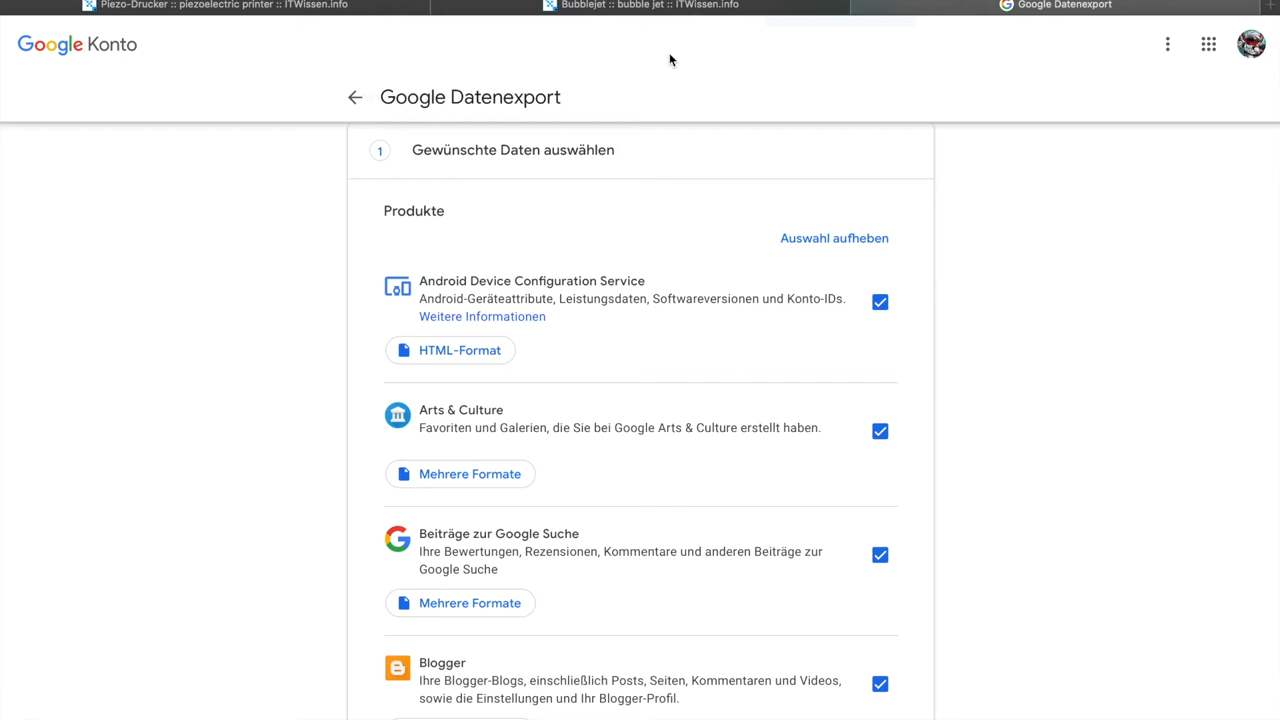 Piezo-Drucker :: piezoelectric printer :: ITWissen.info
Bubblejet :: bubble jet :: ITWissen.info
Google Datenexport
Google Konto
Google Datenexport
1 Gewünschte Daten auswählen
Produkte
Auswahl aufheben
Android Device Configuration Service
Android-Geräteattribute, Leistungsdaten, Softwareversionen und Konto-IDs.
Weitere Informationen
HTML-Format
Arts & Culture
Favoriten und Galerien, die Sie bei Google Arts & Culture erstellt haben.
Mehrere Formate
Beiträge zur Google Suche
Ihre Bewertungen, Rezensionen, Kommentare und anderen Beiträge zur
Google Suche
Mehrere Formate
Blogger
Ihre Blogger-Blogs, einschließlich Posts, Seiten, Kommentaren und Videos,
sowie die Einstellungen und Ihr Blogger-Profil.